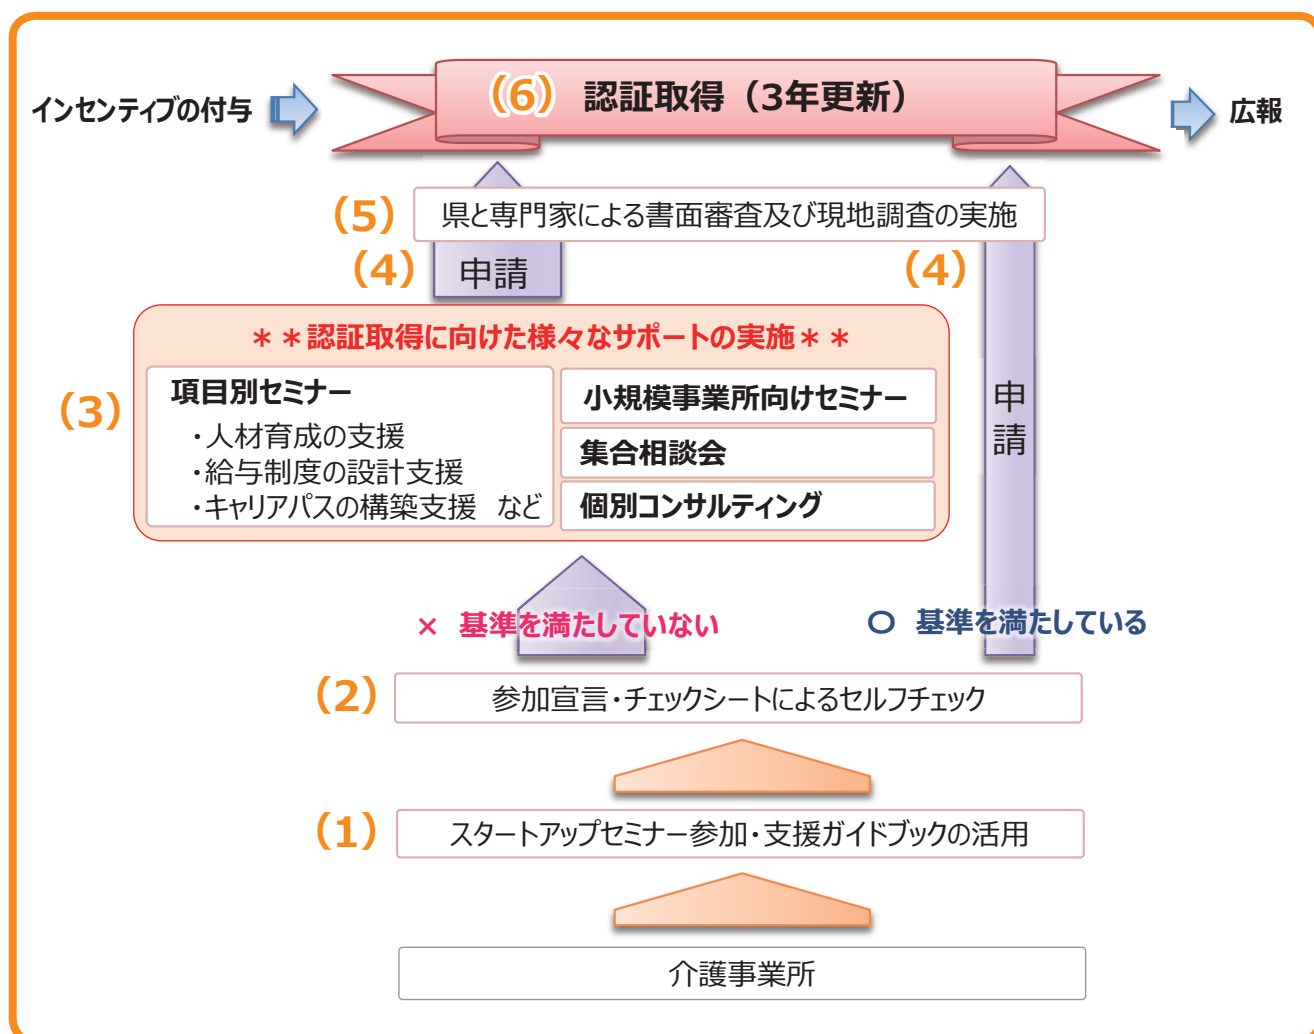 インセンティブの付与
(6) 認証取得（3年更新）
広報
(5) 県と専門家による書面審査及び現地調査の実施
(4) 申請
(4) 申請
＊＊認証取得に向けた様々なサポートの実施＊＊
(3)
項目別セミナー
・人材育成の支援
・給与制度の設計支援
・キャリアパスの構築支援 など
小規模事業所向けセミナー
集合相談会
個別コンサルティング
× 基準を満たしていない
○ 基準を満たしている
(2) 参加宣言・チェックシートによるセルフチェック
(1) スタートアップセミナー参加・支援ガイドブックの活用
介護事業所